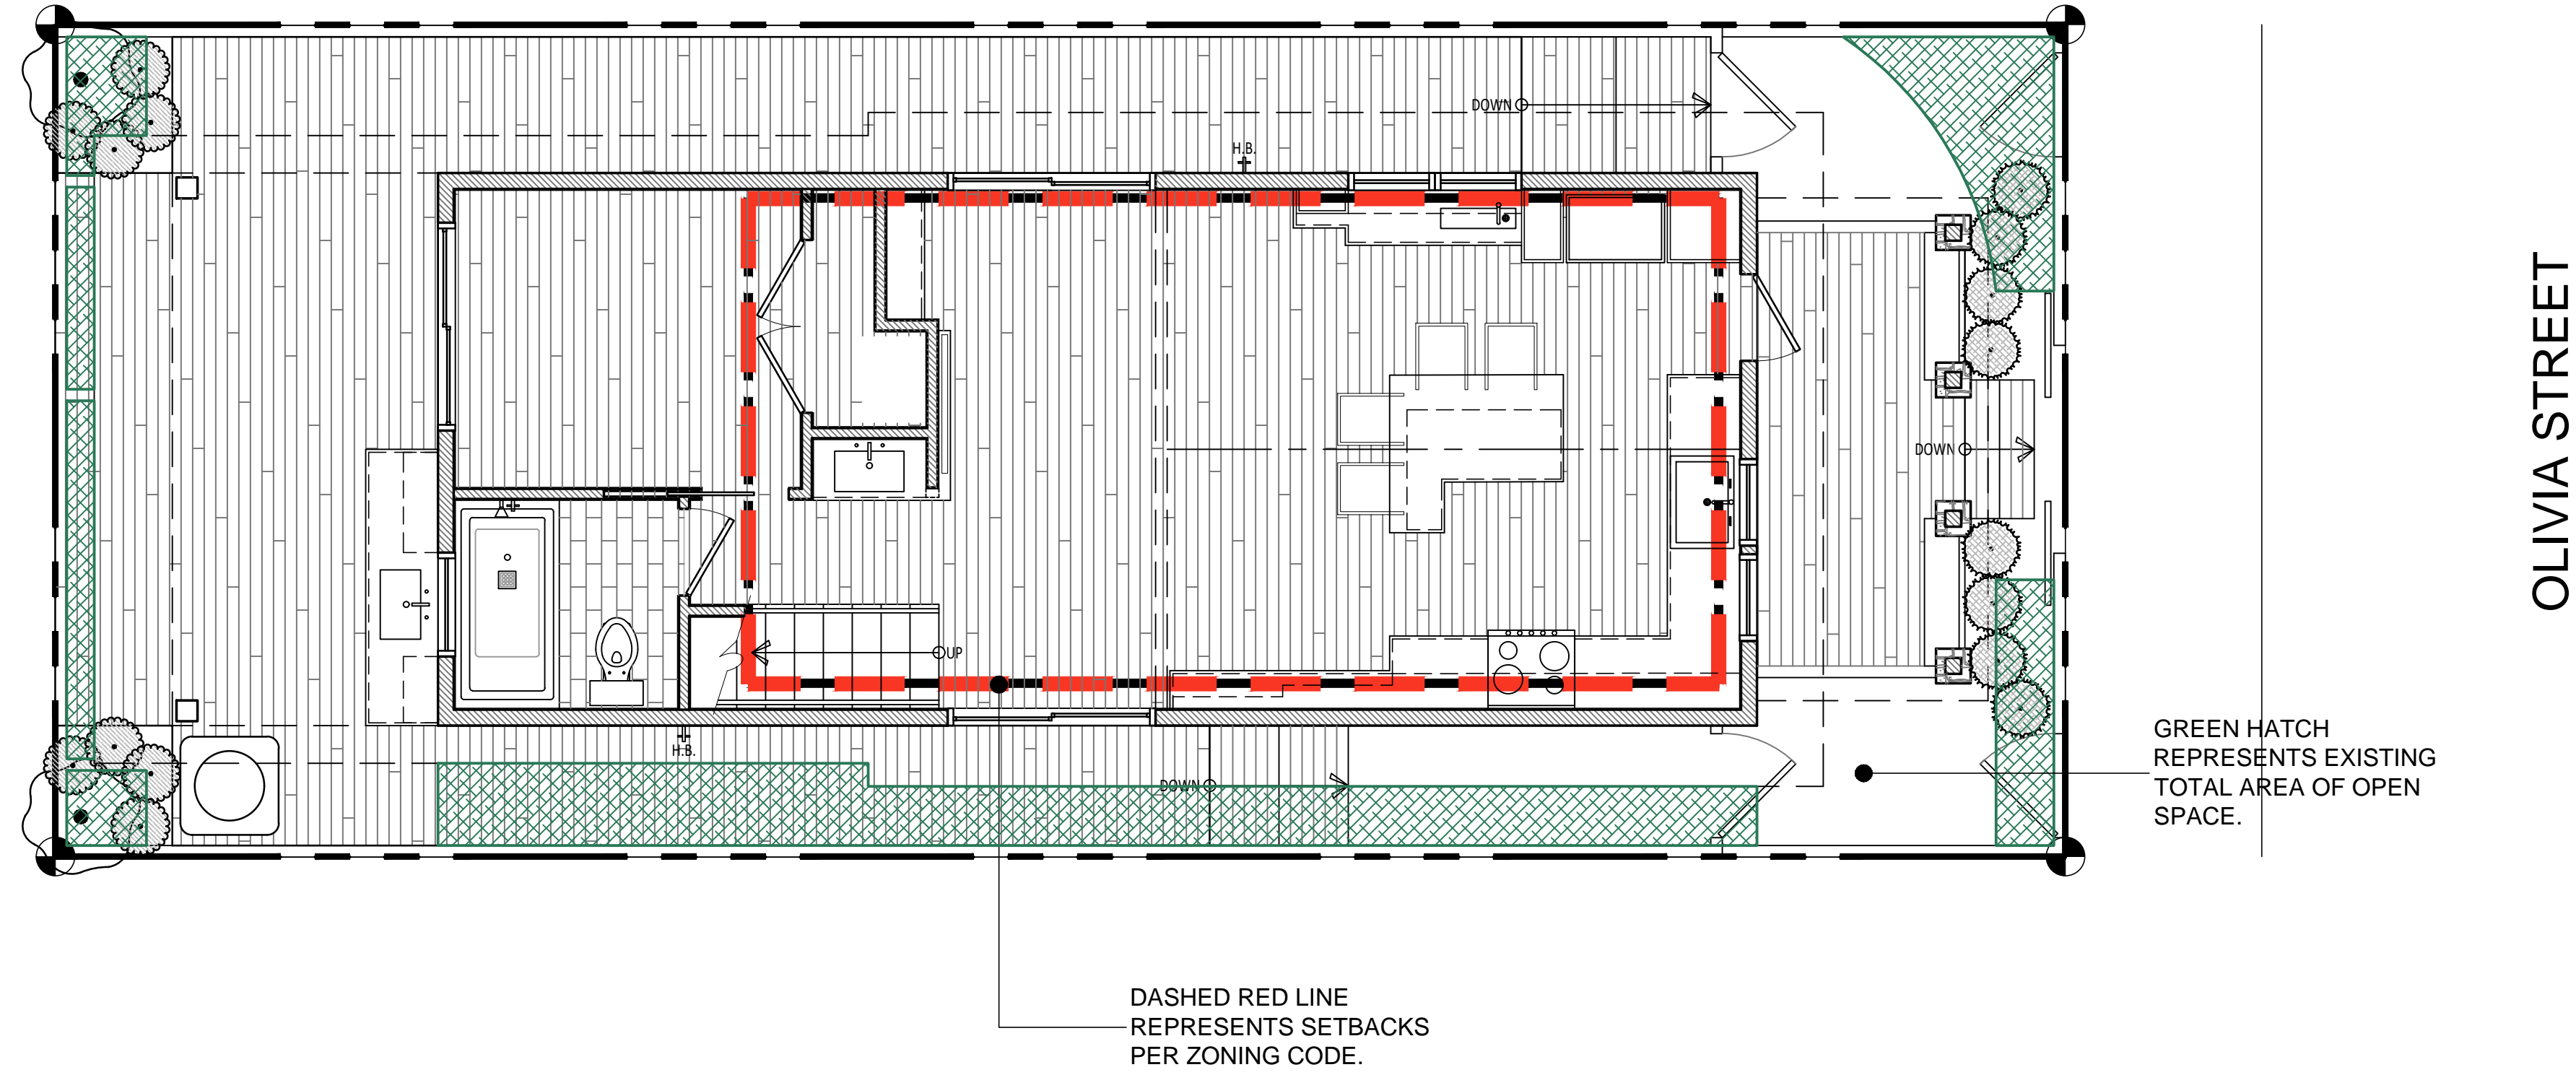 DOWN
H.B.
OLIVIA STREET
DOWN
UP
H.B.
DOWN
GREEN HATCH
REPRESENTS EXISTING
TOTAL AREA OF OPEN
SPACE.
DASHED RED LINE
REPRESENTS SETBACKS
PER ZONING CODE.